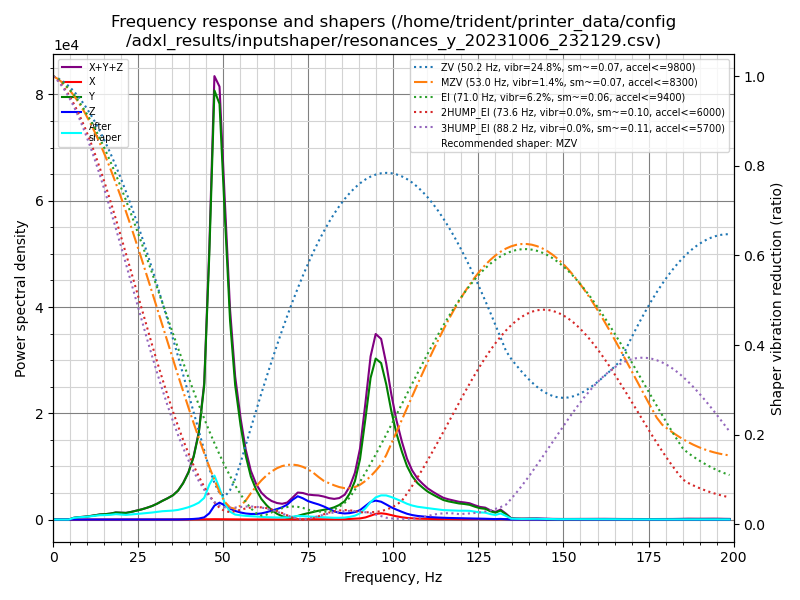 Frequency response and shapers (/home/trident/printer_data/config
/adxl_results/inputshaper/resonances_y_20231006_232129.csv)
1e4
X+Y+Z
X
Y
Z
After
shaper
ZV (50.2 Hz, vibr=24.8%, sm~=0.07, accel<=9800)
MZV (53.0 Hz, vibr=1.4%, sm~=0.07, accel<=8300)
EI (71.0 Hz, vibr=6.2%, sm~=0.06, accel<=9400)
2HUMP_EI (73.6 Hz, vibr=0.0%, sm~=0.10, accel<=6000)
3HUMP_EI (88.2 Hz, vibr=0.0%, sm~=0.11, accel<=5700)
Recommended shaper: MZV
Power spectral density
8
6
4
2
0
1.0
0.8
0.6
0.4
0.2
0.0
Shaper vibration reduction (ratio)
0 25 50 75 100 125 150 175 200
Frequency, Hz